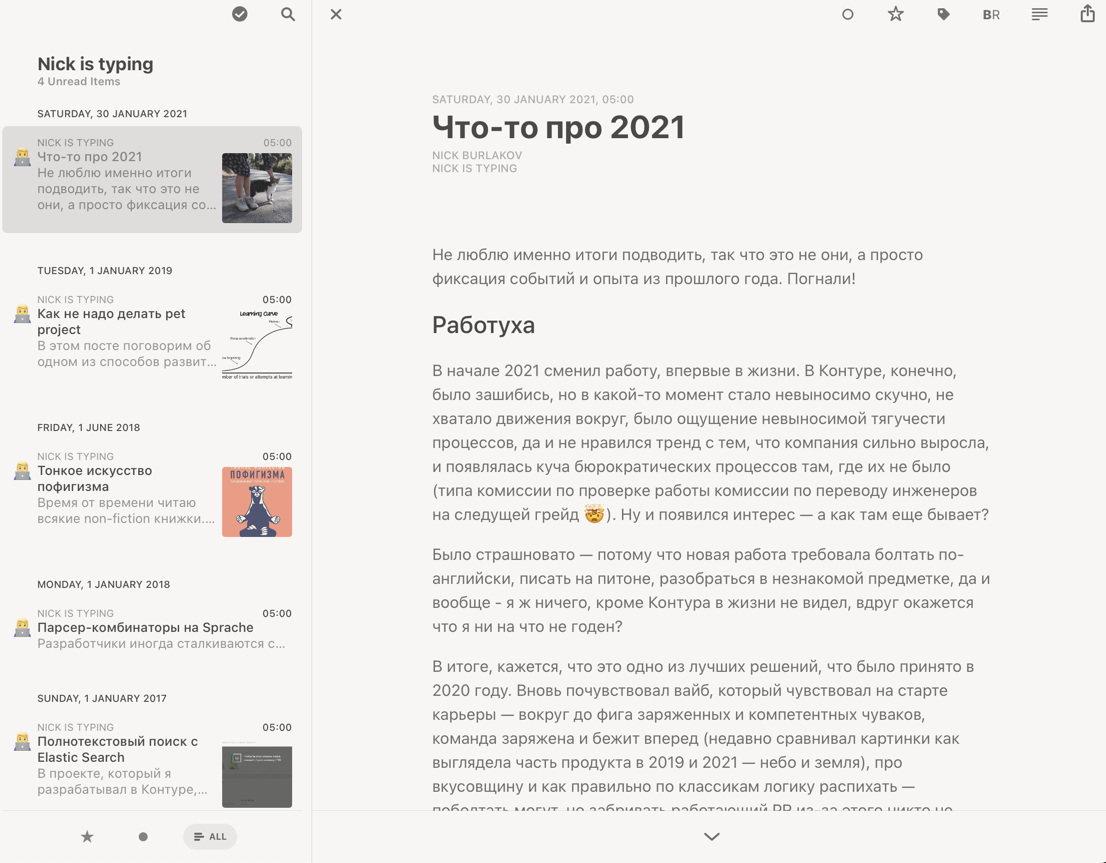 Nick is typing
4 Unread Items
SATURDAY, 30 JANUARY 2021
NICK IS TYPING 05:00
Что-то про 2021
Не люблю именно итоги
подводить, так что это не
они, а просто фиксация со...
TUESDAY, 1 JANUARY 2019
NICK IS TYPING 05:00
Как не надо делать pet
project
В этом посте поговорим об
одном из способов развит...
Learning Curve
FRIDAY, 1 JUNE 2018
NICK IS TYPING 05:00
Тонкое искусство
пофигизма
Время от времени читаю
всякие non-fiction книжки....
ПОФИГИЗМА
MONDAY, 1 JANUARY 2018
NICK IS TYPING 05:00
Парсер-комбинаторы на Sprache
Разработчики иногда сталкиваются с...
SUNDAY, 1 JANUARY 2017
NICK IS TYPING 05:00
Полнотекстовый поиск с
Elastic Search
В проекте, который я
разрабатывал в Контуре,...
ALL
BR
SATURDAY, 30 JANUARY 2021, 05:00
Что-то про 2021
NICK BURLAKOV
NICK IS TYPING
Не люблю именно итоги подводить, так что это не они, а просто
фиксация событий и опыта из прошлого года. Погнали!
Работуха
В начале 2021 сменил работу, впервые в жизни. В Контуре, конечно,
было зашибись, но в какой-то момент стало невыносимо скучно, не
хватало движения вокруг, было ощущение невыносимой тягучести
процессов, да и не нравился тренд с тем, что компания сильно выросла,
и появлялась куча бюрократических процессов там, где их не было
(типа комиссии по проверке работы комиссии по переводу инженеров
на следущей грейд 🤯). Ну и появился интерес — а как там еще бывает?
Было страшновато — потому что новая работа требовала болтать по-
английски, писать на питоне, разобраться в незнакомой предметке, да и
вообще - я ж ничего, кроме Контура в жизни не видел, вдруг окажется
что я ни на что не годен?
В итоге, кажется, что это одно из лучших решений, что было принято в
2020 году. Вновь почувствовал вайб, который чувствовал на старте
карьеры — вокруг до фига заряженных и компетентных чуваков,
команда заряжена и бежит вперед (недавно сравнивал картинки как
выглядела часть продукта в 2019 и 2021 — небо и земля), про
вкусовщину и как правильно по классикам логику распихать —
поболтать могут, но забривать работающий PR из-за этого никто не